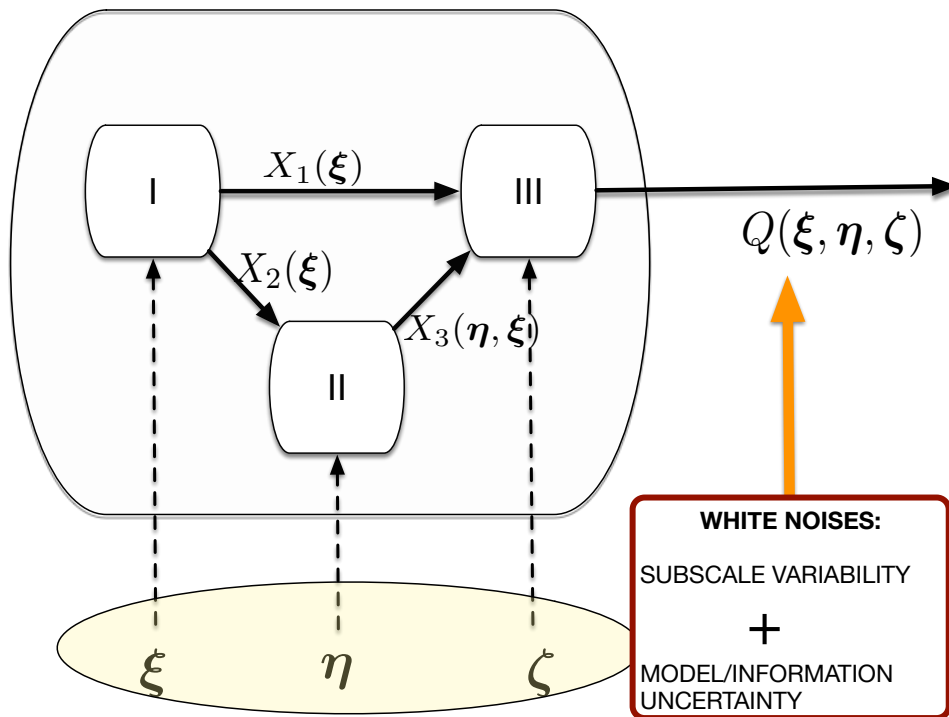 I
X₁(ξ)
III
Q(ξ, η, ζ)
X₂(ξ)
X₃(η, ξ)
II
WHITE NOISES:
SUBSCALE VARIABILITY
+
MODEL/INFORMATION
UNCERTAINTY
ξ
η
ζ